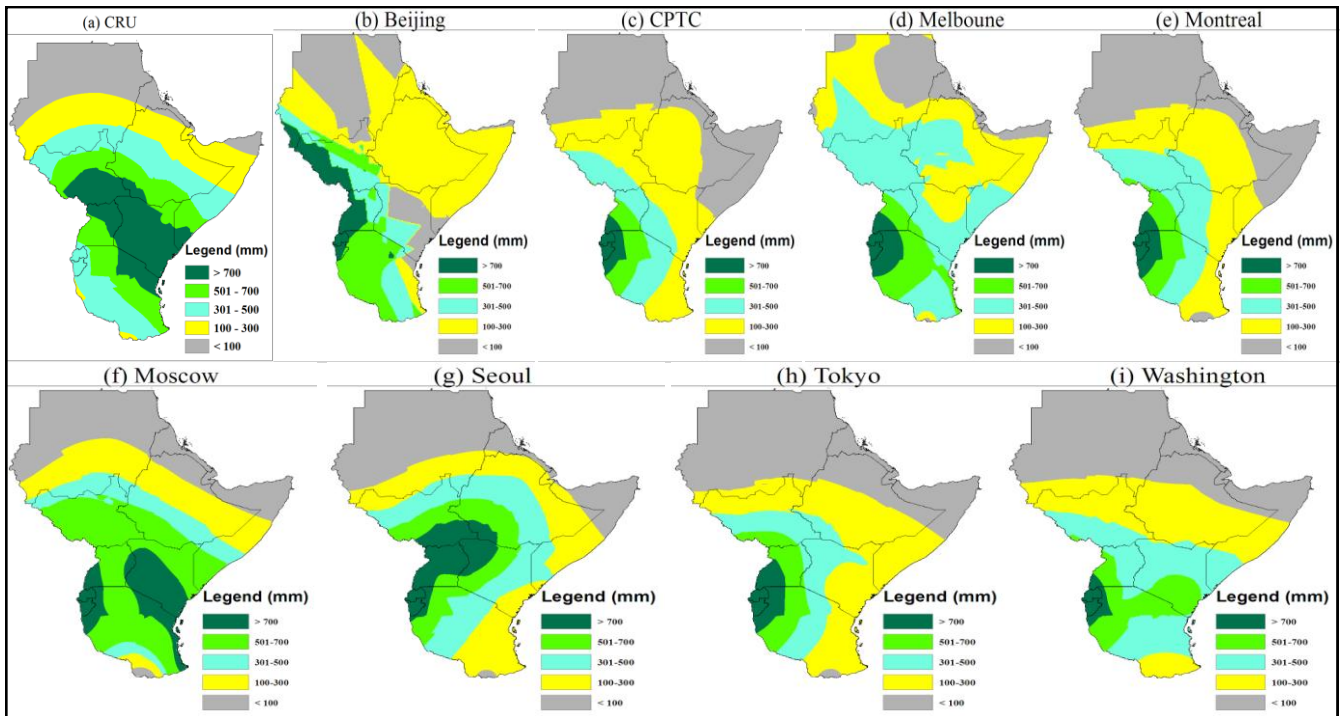 (a) CRU
(b) Beijing
(c) CPTC
(d) Melboune
(e) Montreal
Legend (mm)
> 700
501 - 700
301 - 500
100 - 300
< 100
Legend (mm)
> 700
501-700
301-500
100-300
< 100
Legend (mm)
> 700
501-700
301-500
100-300
< 100
Legend (mm)
> 700
501-700
301-500
100-300
< 100
Legend (mm)
> 700
501-700
301-500
100-300
< 100
(f) Moscow
(g) Seoul
(h) Tokyo
(i) Washington
Legend (mm)
> 700
501-700
301-500
100-300
< 100
Legend (mm)
> 700
501-700
301-500
100-300
< 100
Legend (mm)
> 700
501-700
301-500
100-300
< 100
Legend (mm)
> 700
501-700
301-500
100-300
< 100